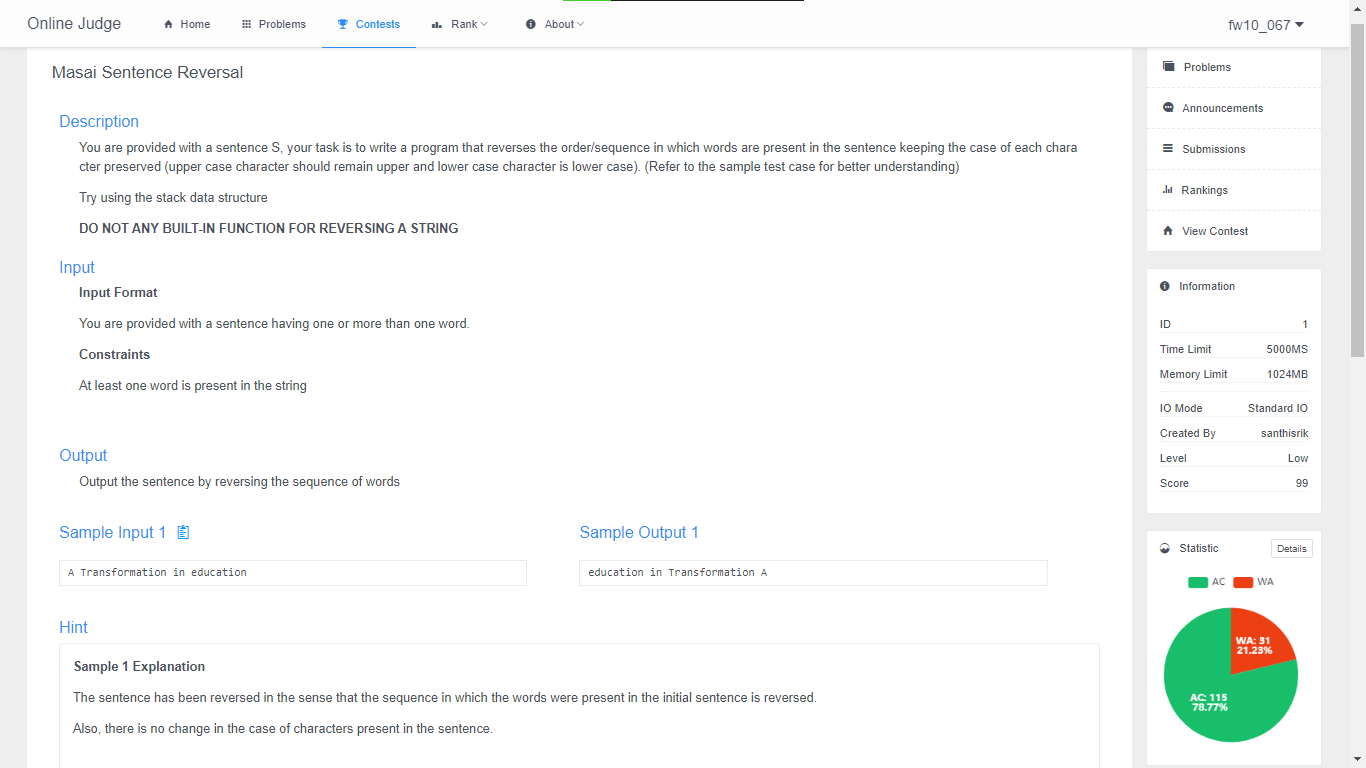 Online Judge
Home
Problems
Contests
Rank
About
fw10_067
Masai Sentence Reversal
Description
You are provided with a sentence S, your task is to write a program that reverses the order/sequence in which words are present in the sentence keeping the case of each chara
cter preserved (upper case character should remain upper and lower case character is lower case). (Refer to the sample test case for better understanding)
Try using the stack data structure
DO NOT ANY BUILT-IN FUNCTION FOR REVERSING A STRING
Input
Input Format
You are provided with a sentence having one or more than one word.
Constraints
At least one word is present in the string
Output
Output the sentence by reversing the sequence of words
Sample Input 1
A Transformation in education
Sample Output 1
education in Transformation A
Hint
Sample 1 Explanation
The sentence has been reversed in the sense that the sequence in which the words were present in the initial sentence is reversed.
Also, there is no change in the case of characters present in the sentence.
Problems
Announcements
Submissions
Rankings
View Contest
Information
ID 1
Time Limit 5000MS
Memory Limit 1024MB
IO Mode Standard IO
Created By santhisrik
Level Low
Score 99
Statistic Details
AC WA
WA: 31
21.23%
AC: 115
78.77%